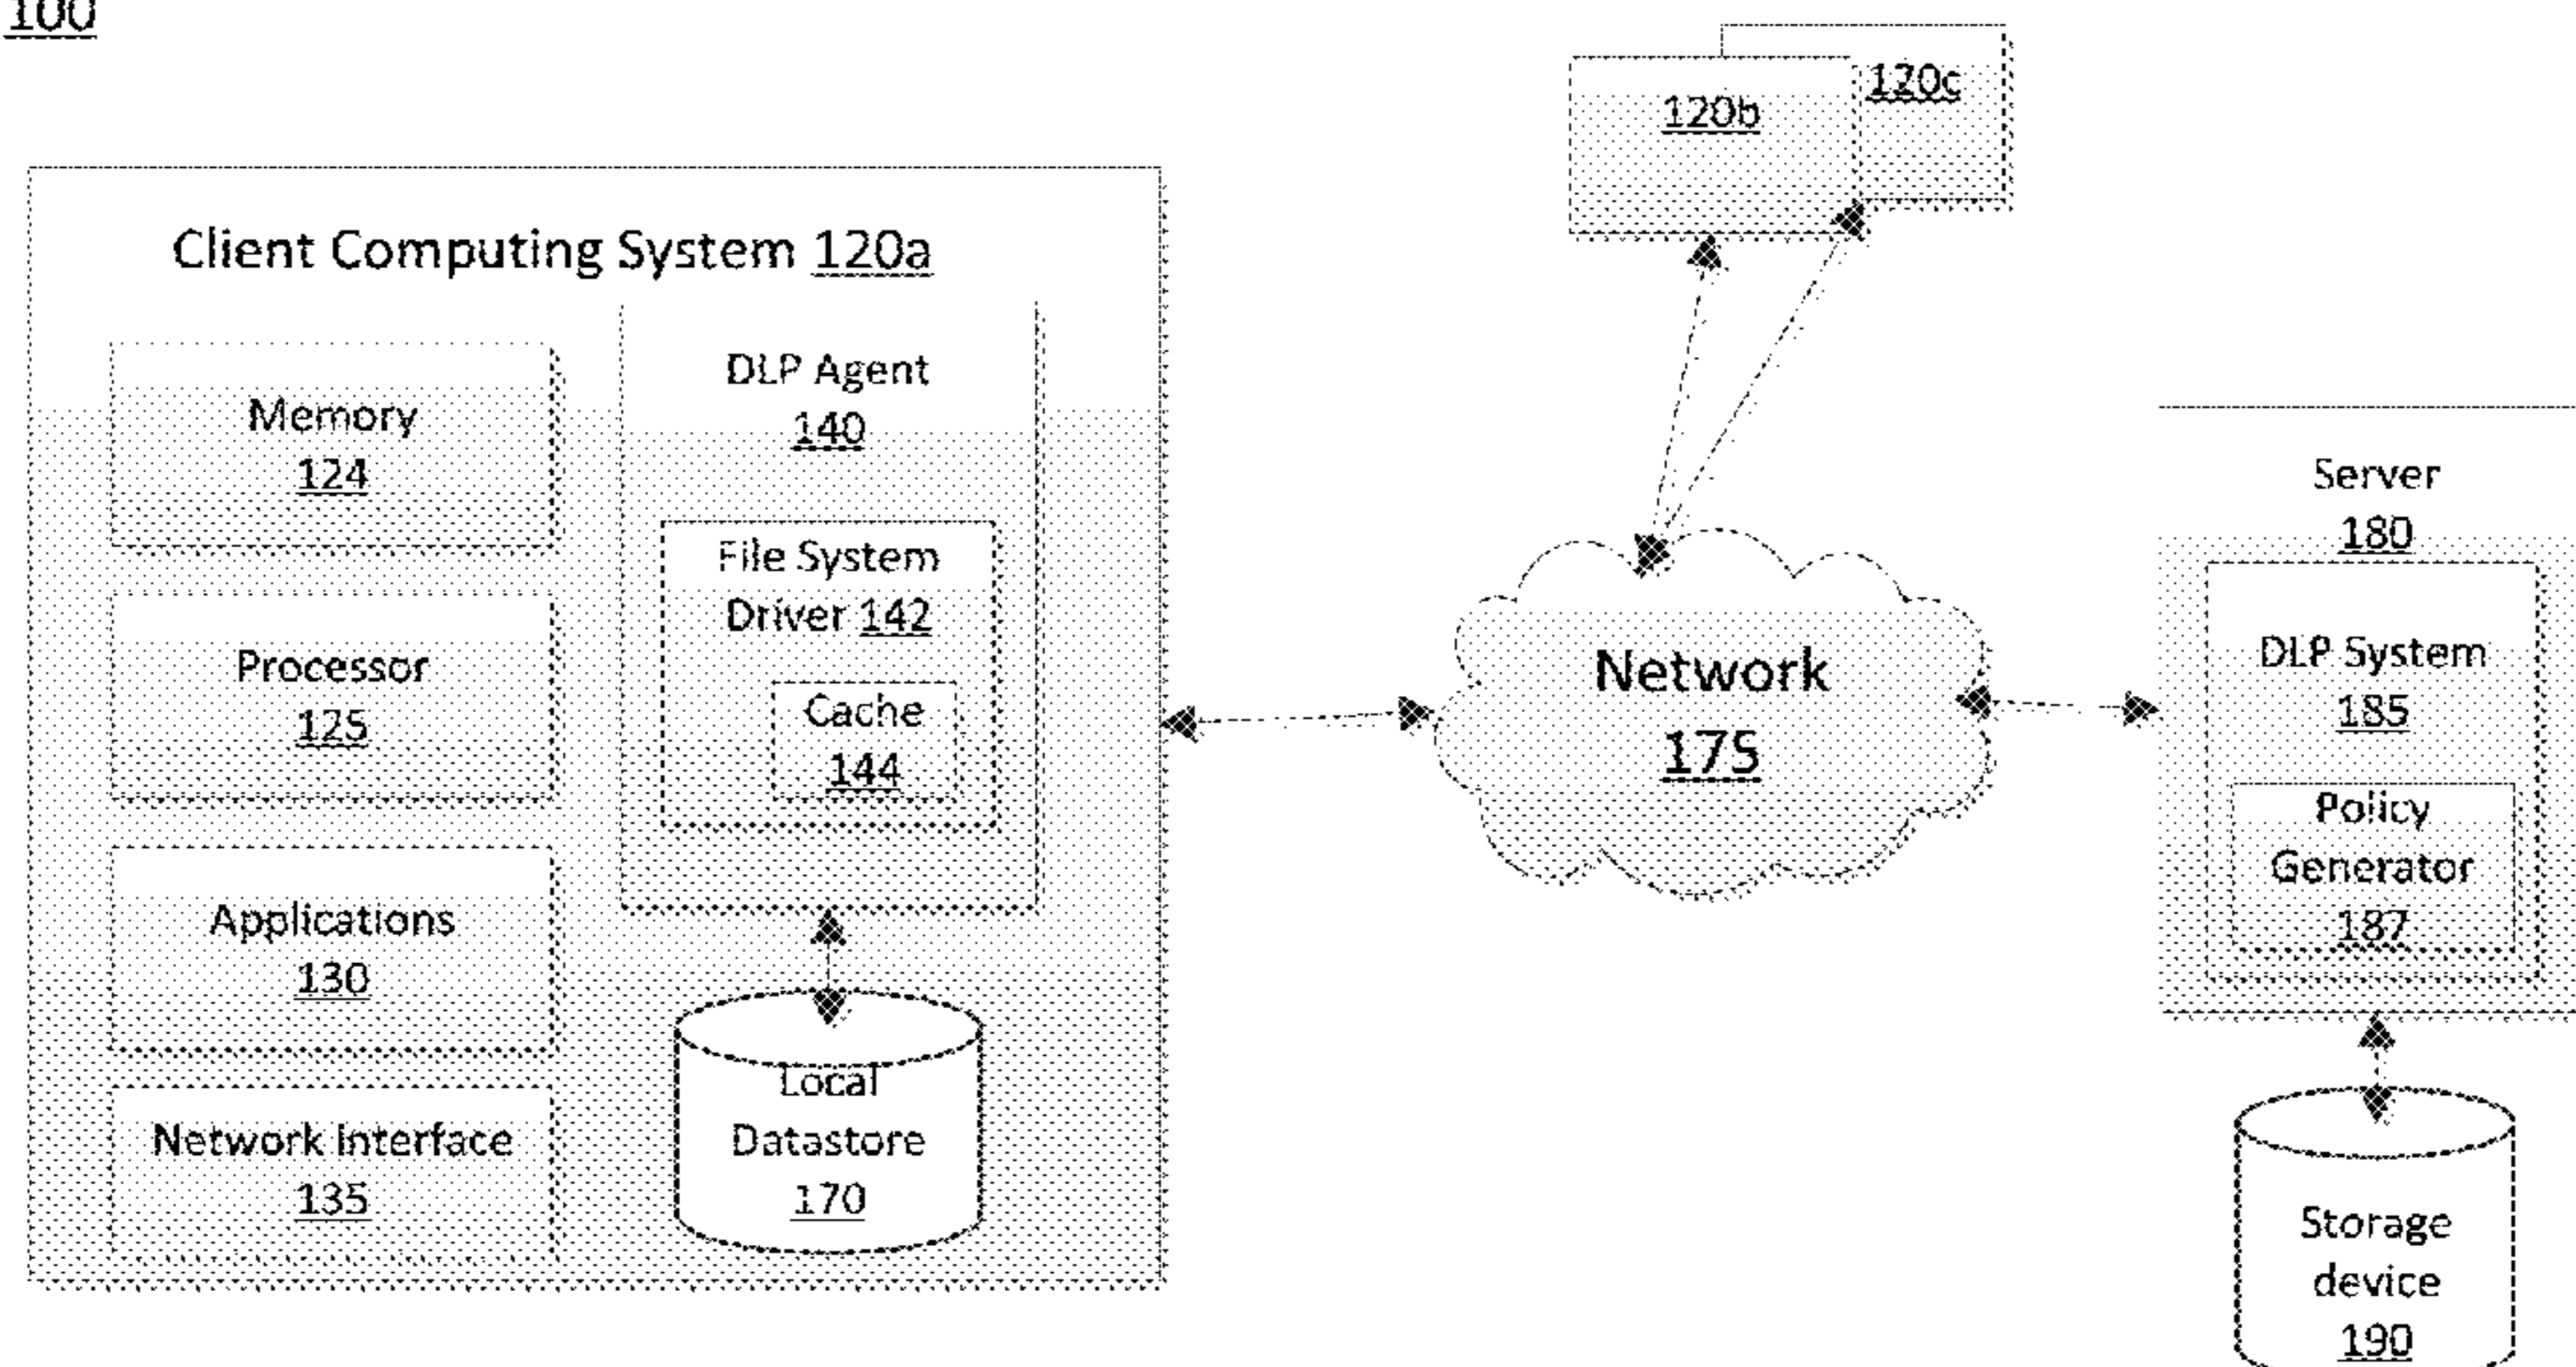 100
120b
120c
Client Computing System 120a
Memory
124
Processor
125
Applications
130
Network Interface
135
DLP Agent
140
File System
Driver 142
Cache
144
Local
Datastore
170
Network
175
Server
180
DLP System
185
Policy
Generator
187
Storage
device
190